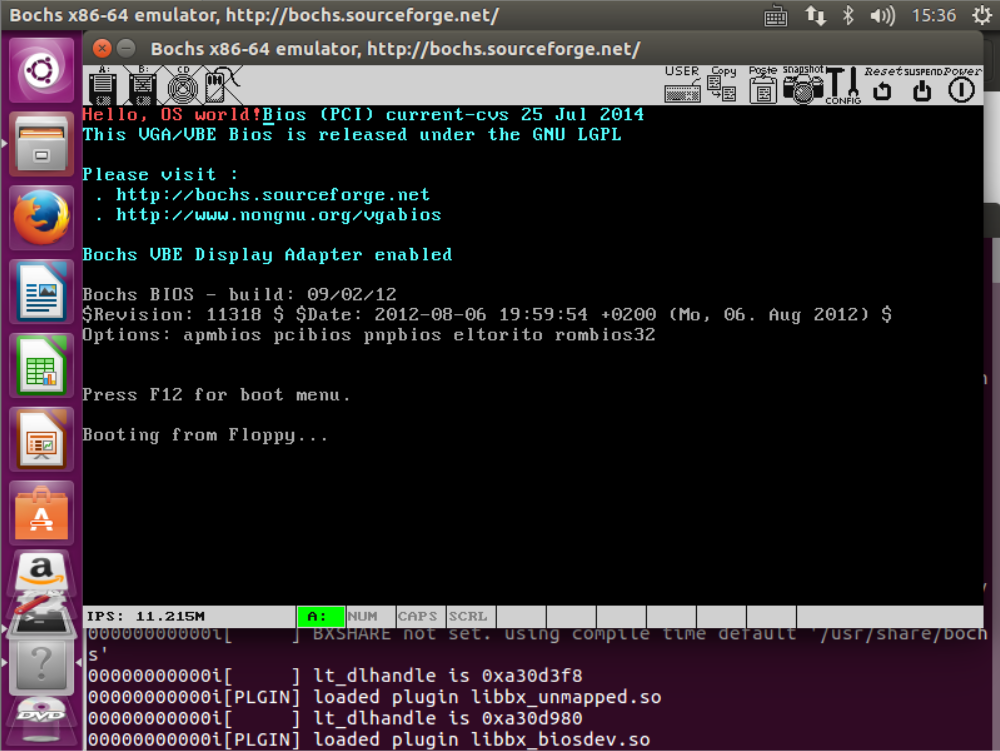 Bochs x86-64 emulator, http://bochs.sourceforge.net/
15:36
Bochs x86-64 emulator, http://bochs.sourceforge.net/
A:
B:
CD
USER
Copy
Paste
snapshot
CONFIG
Reset
SUSPEND
Power
Hello, OS world!Bios (PCI) current-cvs 25 Jul 2014
This VGA/VBE Bios is released under the GNU LGPL
Please visit :
. http://bochs.sourceforge.net
. http://www.nongnu.org/vgabios
Bochs VBE Display Adapter enabled
Bochs BIOS - build: 09/02/12
$Revision: 11318 $ $Date: 2012-08-06 19:59:54 +0200 (Mo, 06. Aug 2012) $
Options: apmbios pcibios pnpbios eltorito rombios32
Press F12 for boot menu.
Booting from Floppy...
IPS: 11.215M
A:
NUM
CAPS
SCRL
00000000000i[      ] BXSHARE not set. using compile time default '/usr/share/boch
s'
00000000000i[      ] lt_dlhandle is 0xa30d3f8
00000000000i[PLGIN] loaded plugin libbx_unmapped.so
00000000000i[      ] lt_dlhandle is 0xa30d980
00000000000i[PLGIN] loaded plugin libbx_biosdev.so